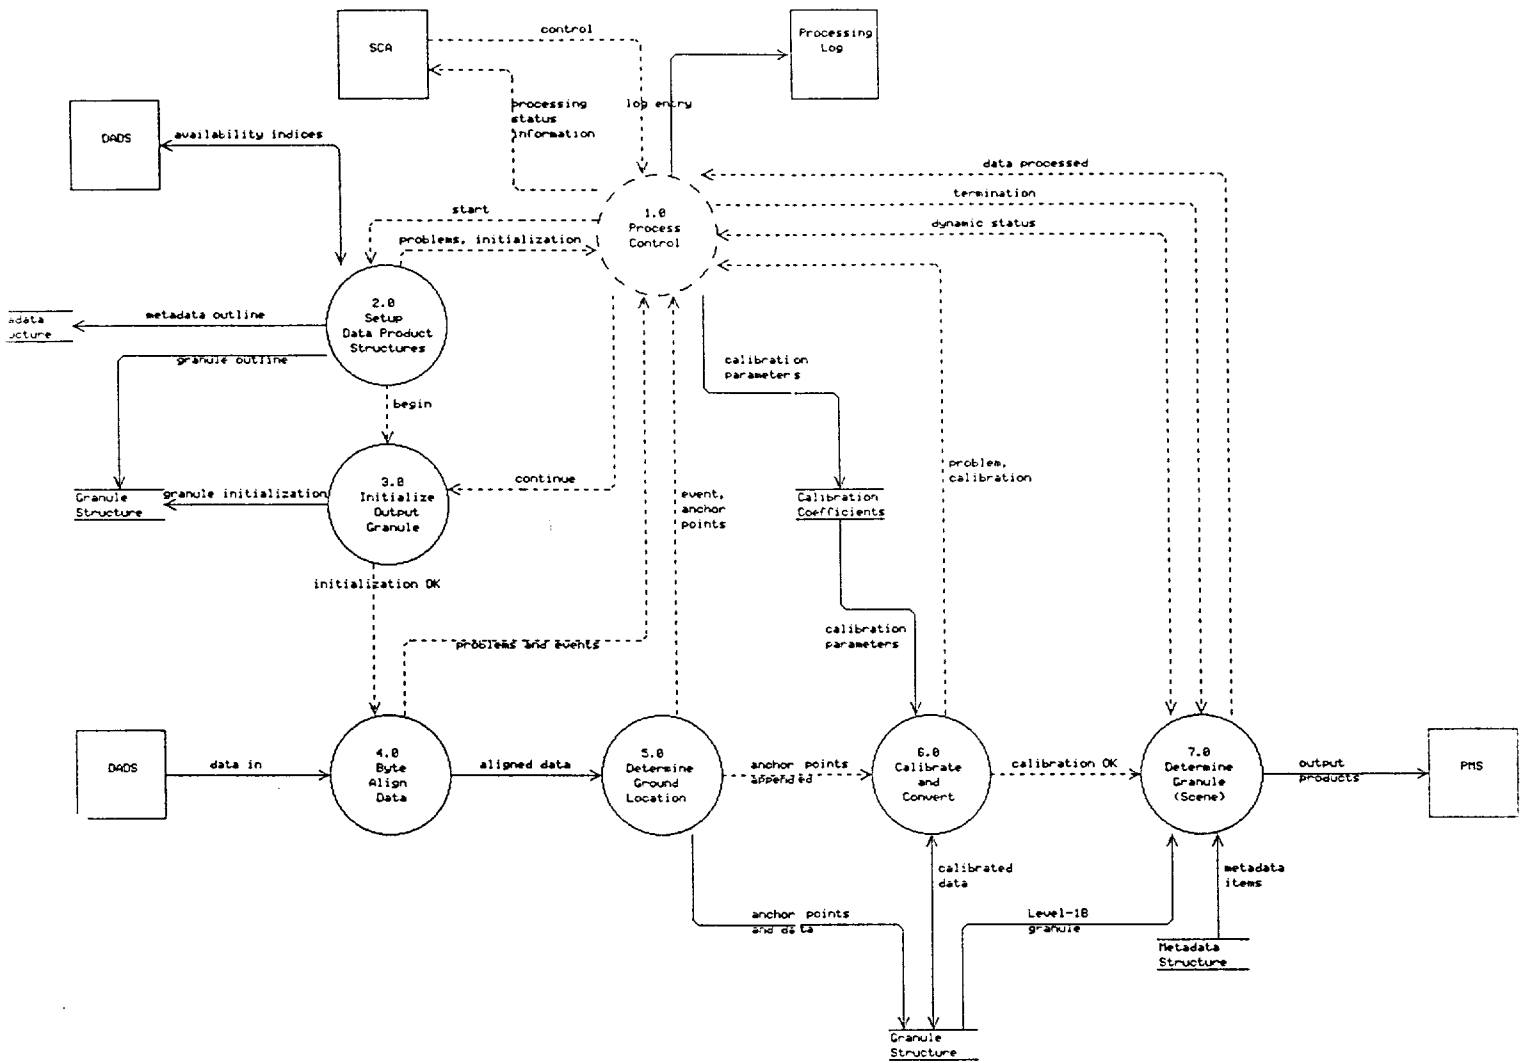 SCA
control
Processing
Log
processing
status
information
log entry
DADS
availability indices
data processed
termination
dynamic status
start
problems, initialization
1.0
Process
Control
2.0
Setup
Data Product
Structures
metadata outline
adata
ucture
granule outline
begin
calibration
parameters
3.0
Initialize
Output
Granule
granule initialization
Granule
Structure
continue
event,
anchor
points
problem,
calibration
Calibration
Coefficients
initialization OK
problems and events
calibration
parameters
DADS
data in
4.0
Byte
Align
Data
aligned data
5.0
Determine
Ground
Location
anchor points
appended
6.0
Calibrate
and
Convert
calibration OK
7.0
Determine
Granule
(Scene)
output
products
PMS
calibrated
data
metadata
items
anchor points
and data
Level-1B
granule
Metadata
Structure
Granule
Structure